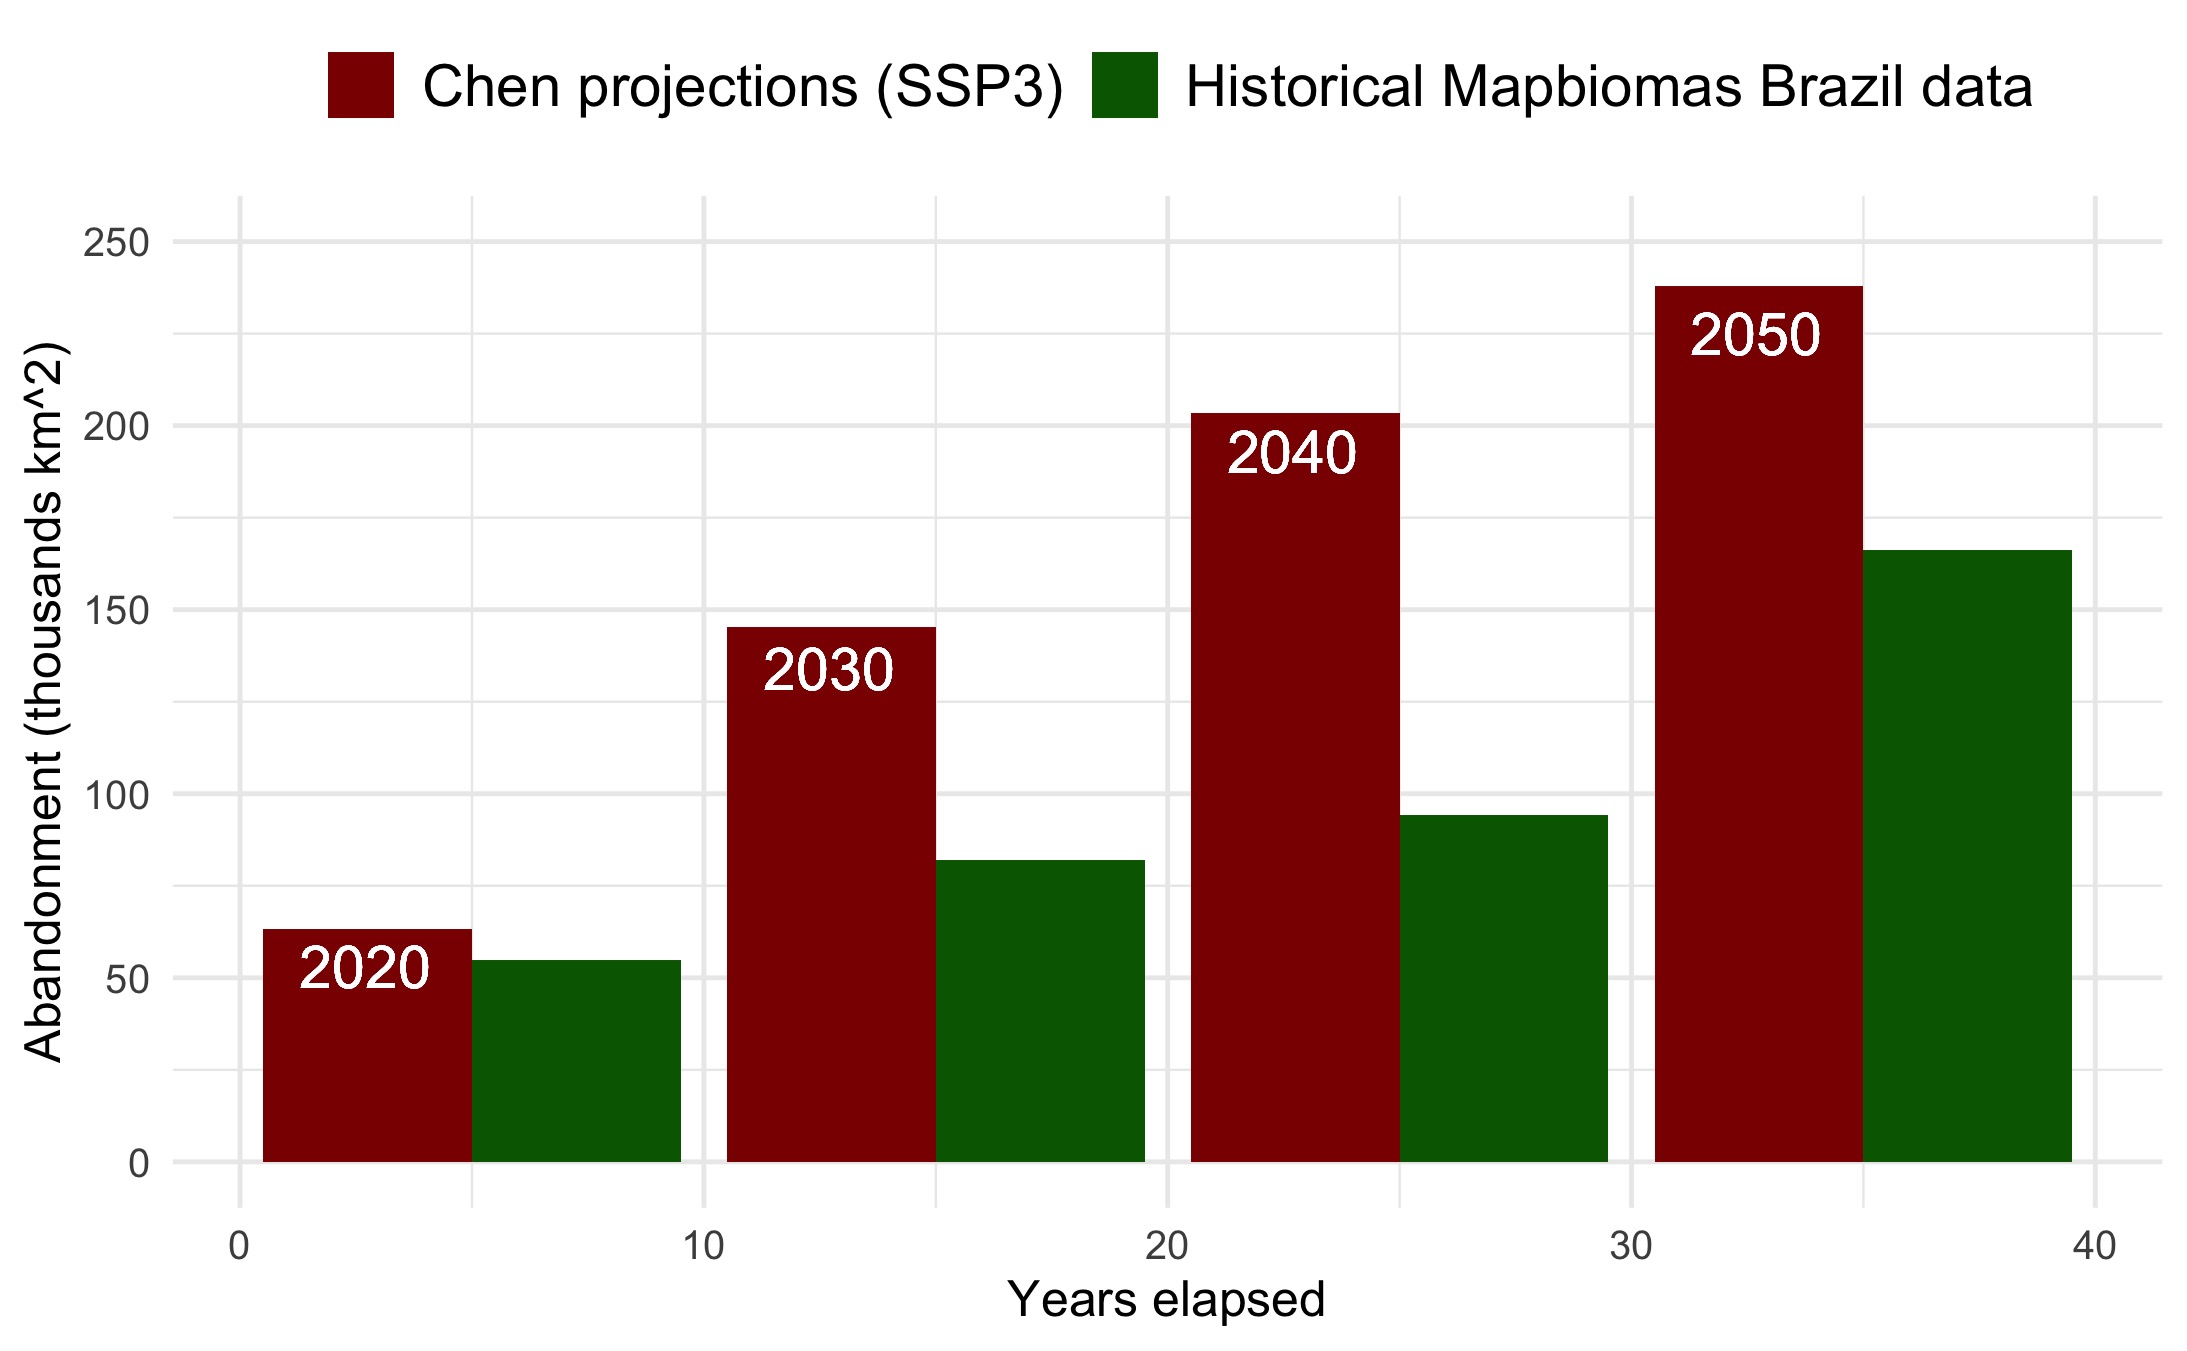 Chen projections (SSP3) Historical Mapbiomas Brazil data
Abandonment (thousands km^2)
250
200
150
100
50
0
2020
2030
2040
2050
0 10 20 30 40
Years elapsed